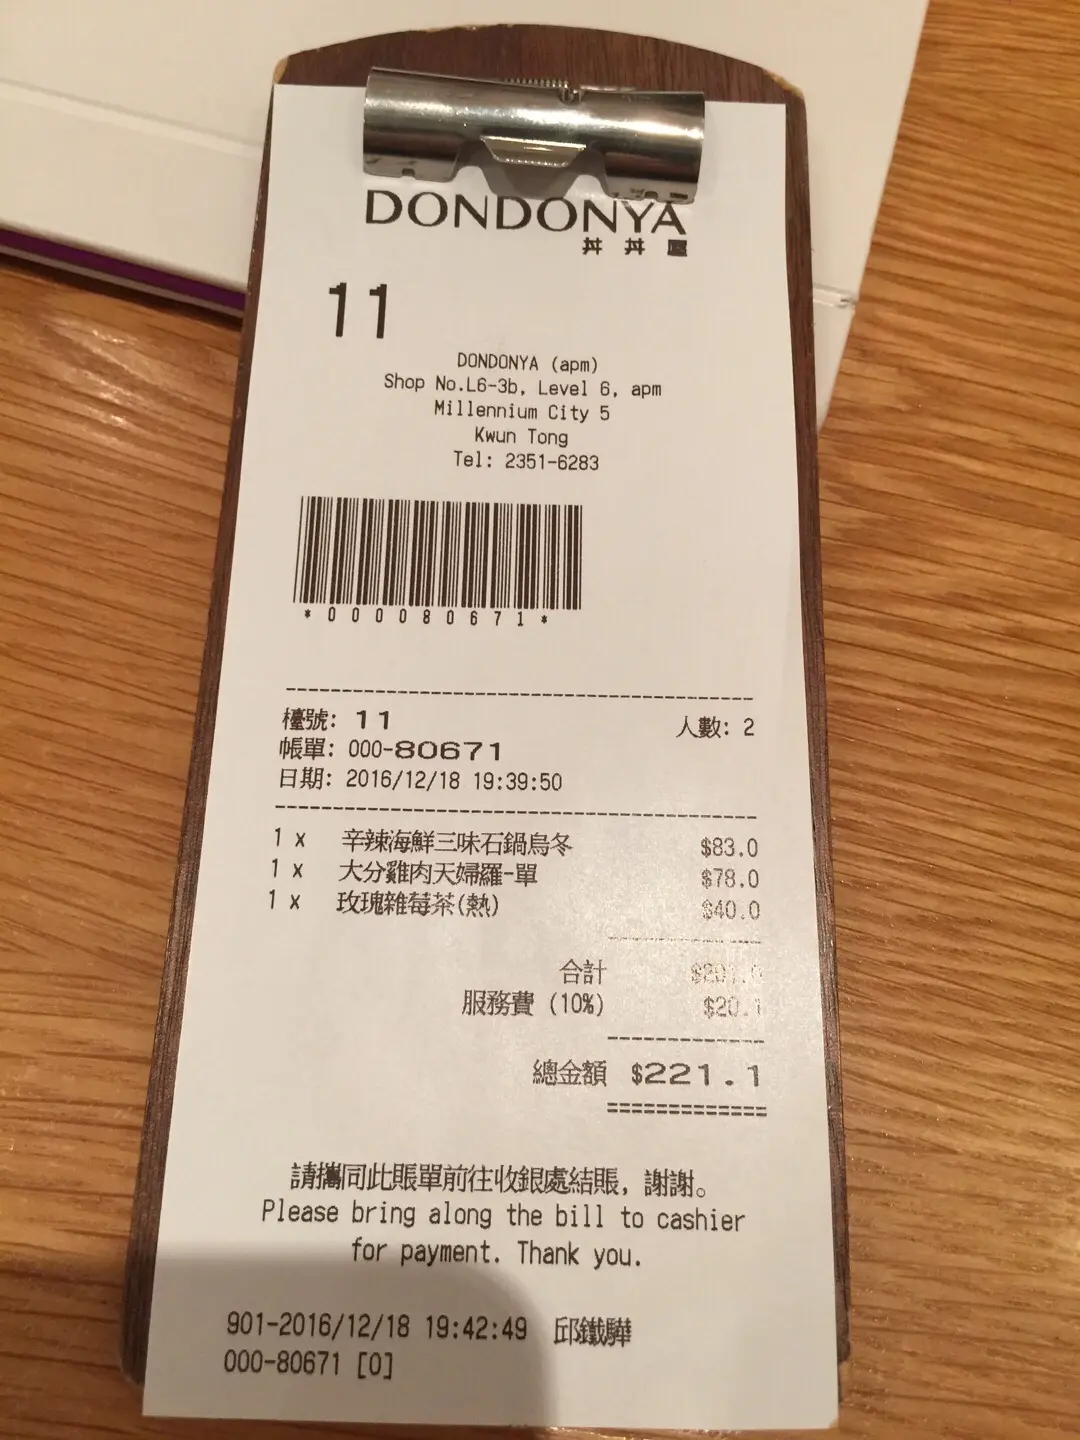 DONDONYA
丼丼屋
11
DONDONYA (apm)
Shop No.L6-3b, Level 6, apm
Millennium City 5
Kwun Tong
Tel: 2351-6283
*000080671*
檯號: 11 人數: 2
帳單: 000-80671
日期: 2016/12/18 19:39:50
1 x 辛辣海鮮三味石鍋烏冬 $83.0
1 x 大分雞肉天婦羅-單 $78.0
1 x 玫瑰雜莓茶(熱) $40.0
合計 $201.0
服務費 (10%) $20.1
總金額 $221.1
請攜同此賬單前往收銀處結賬, 謝謝。
Please bring along the bill to cashier
for payment. Thank you.
901-2016/12/18 19:42:49 邱鐵驊
000-80671 [0]